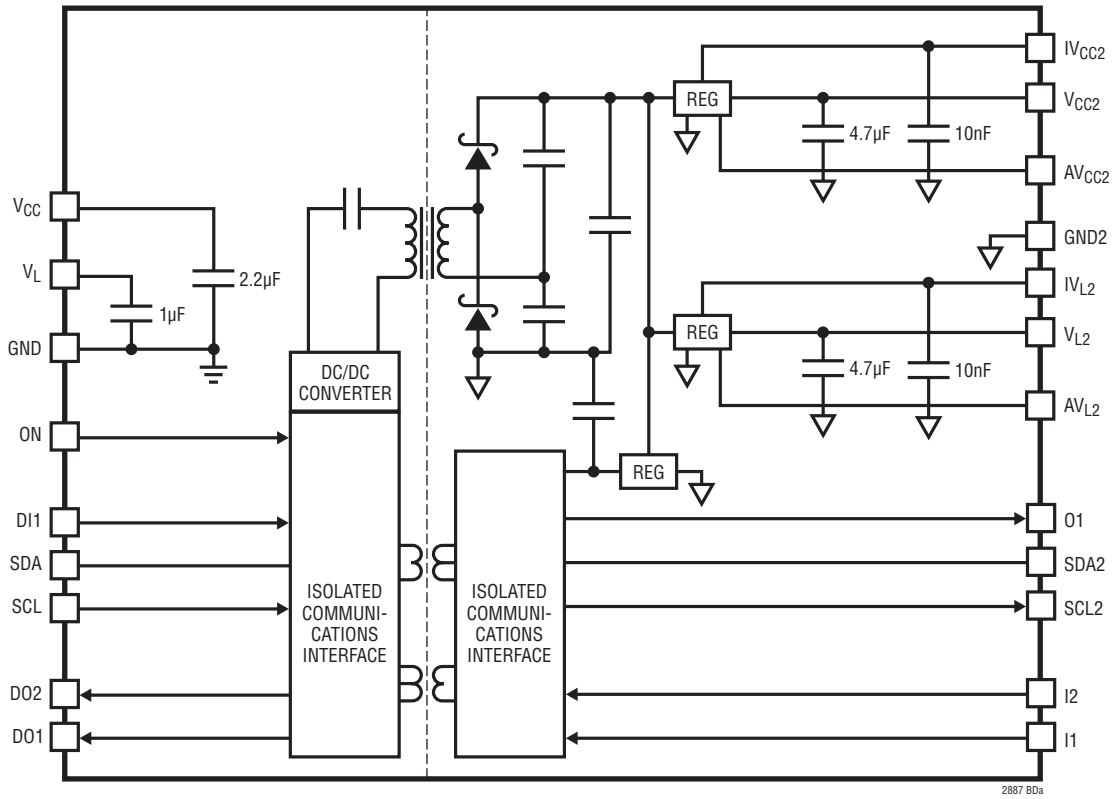 VCC
VL
GND
ON
DI1
SDA
SCL
DO2
DO1
2.2µF
1µF
DC/DC
CONVERTER
ISOLATED
COMMUNI-
CATIONS
INTERFACE
ISOLATED
COMMUNI-
CATIONS
INTERFACE
REG
4.7µF
10nF
REG
4.7µF
10nF
REG
IVCC2
VCC2
AVCC2
GND2
IVL2
VL2
AVL2
O1
SDA2
SCL2
I2
I1
2887 BDa